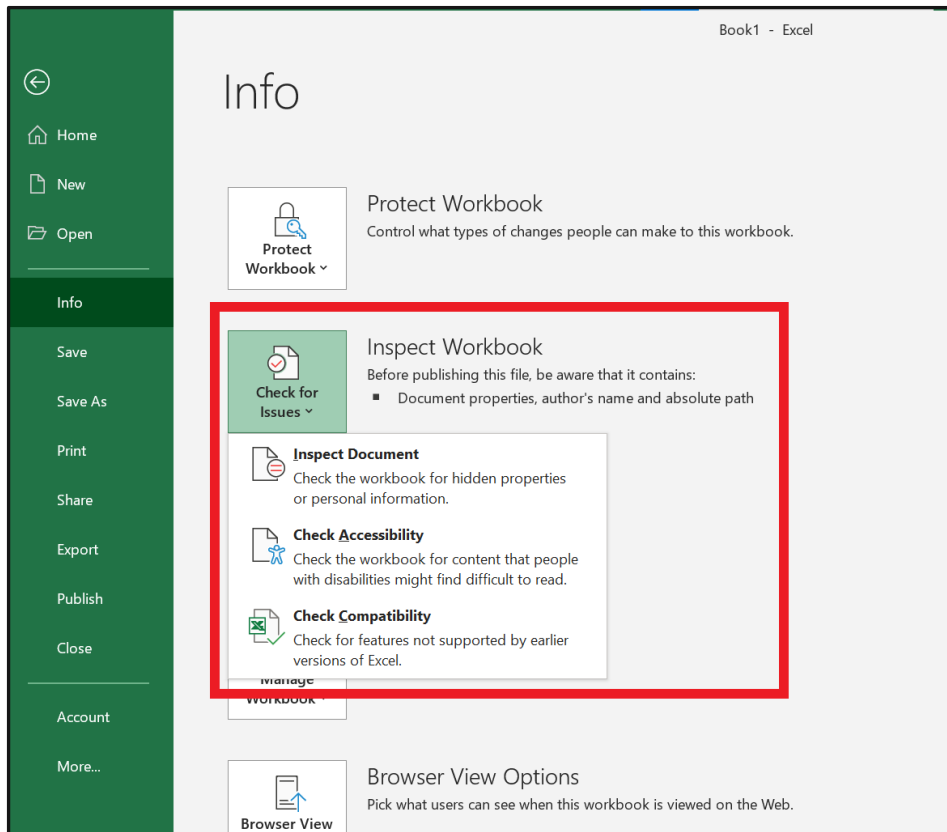 Book1 - Excel
Info
Home
New
Open
Info
Save
Save As
Print
Share
Export
Publish
Close
Account
More...
Protect
Workbook
Protect Workbook
Control what types of changes people can make to this workbook.
Check for
Issues
Inspect Workbook
Before publishing this file, be aware that it contains:
Document properties, author's name and absolute path
Inspect Document
Check the workbook for hidden properties
or personal information.
Check Accessibility
Check the workbook for content that people
with disabilities might find difficult to read.
Check Compatibility
Check for features not supported by earlier
versions of Excel.
Manage
Workbook
Browser View
Browser View Options
Pick what users can see when this workbook is viewed on the Web.